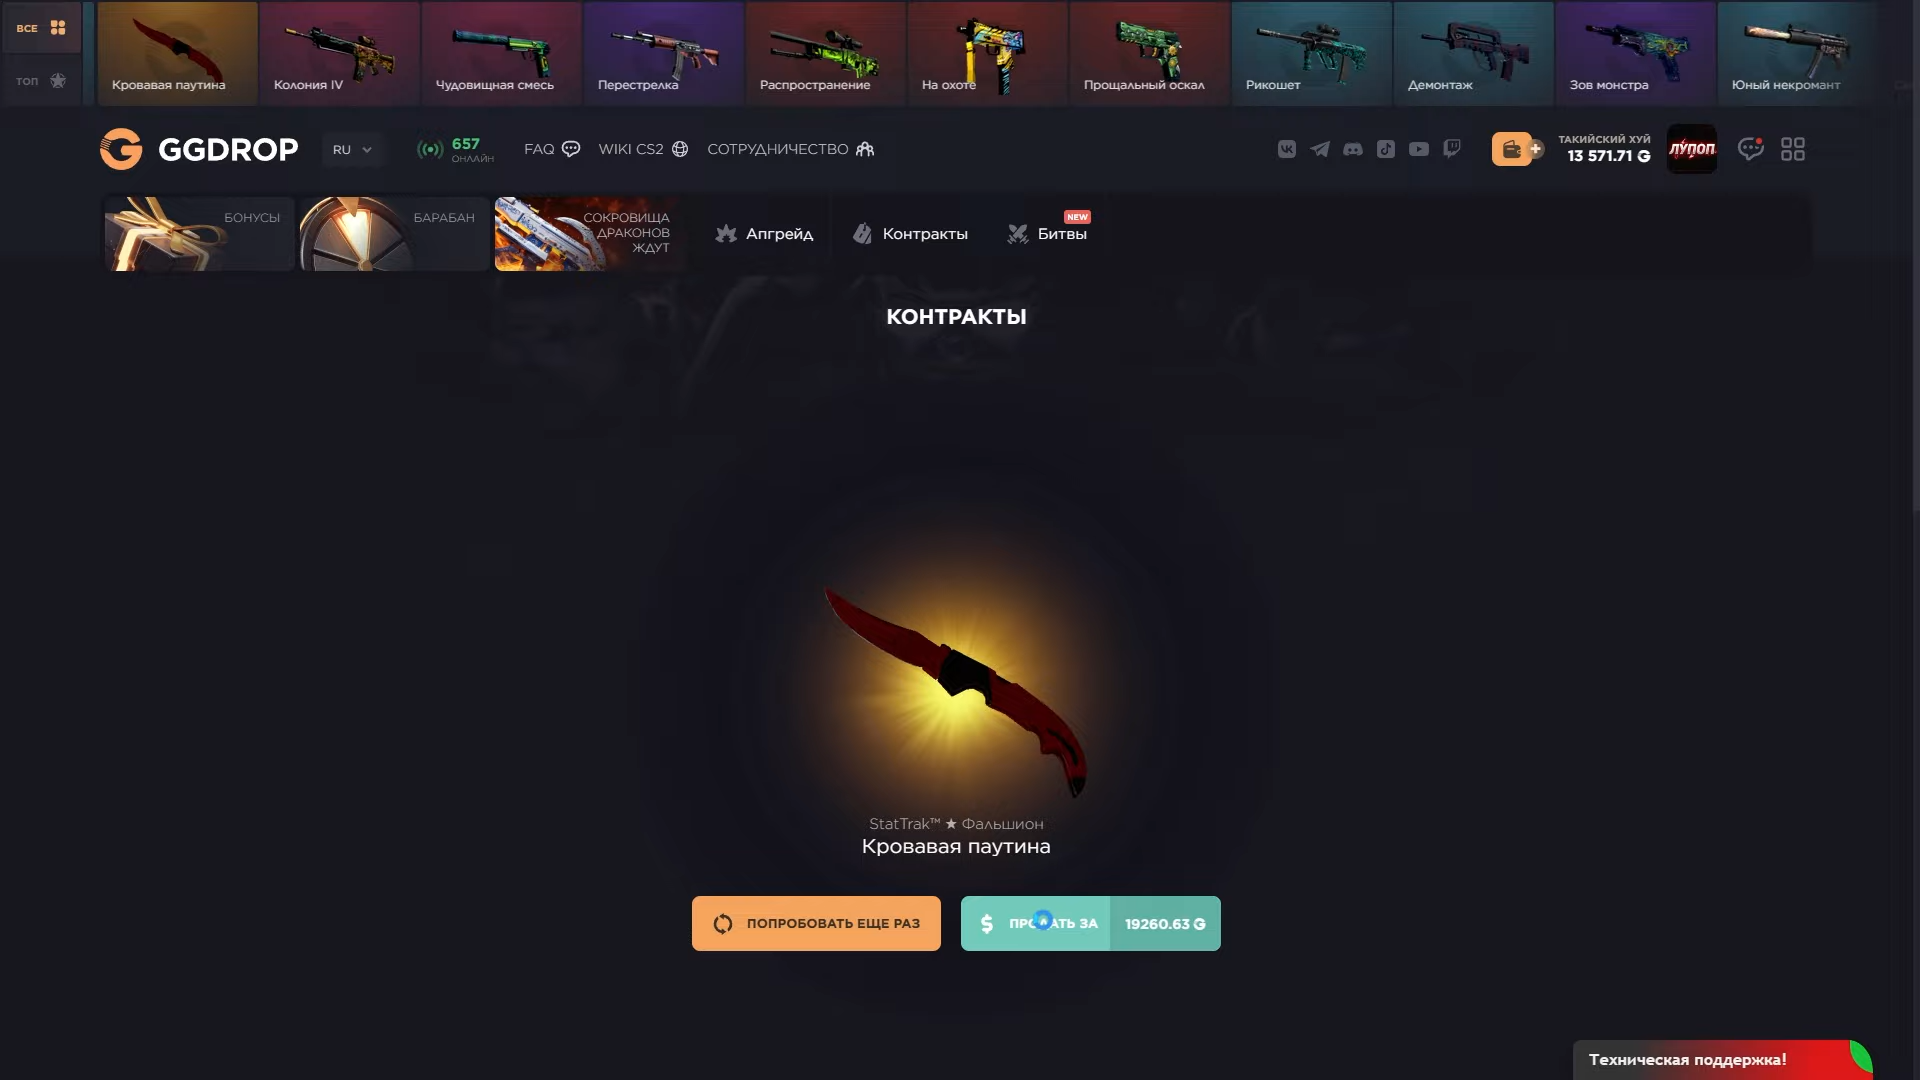 ВСЕ
ТОП
Кровавая паутина
Колония IV
Чудовищная смесь
Перестрелка
Распространение
На охоте
Прощальный оскал
Рикошет
Демонтаж
Зов монстра
Юный некромант
GGDROP
RU
657
ОНЛАЙН
FAQ
WIKI CS2
СОТРУДНИЧЕСТВО
ТАКИЙСКИЙ ХУЙ
13 571.71 G
ЛУПОП
БОНУСЫ
БАРАБАН
СОКРОВИЩА
ДРАКОНОВ
ЖДУТ
Апгрейд
Контракты
NEW
Битвы
КОНТРАКТЫ
StatTrak™ ★ Фальшион
Кровавая паутина
ПОПРОБОВАТЬ ЕЩЕ РАЗ
$ ПРОДАТЬ ЗА
19260.63 G
Техническая поддержка!